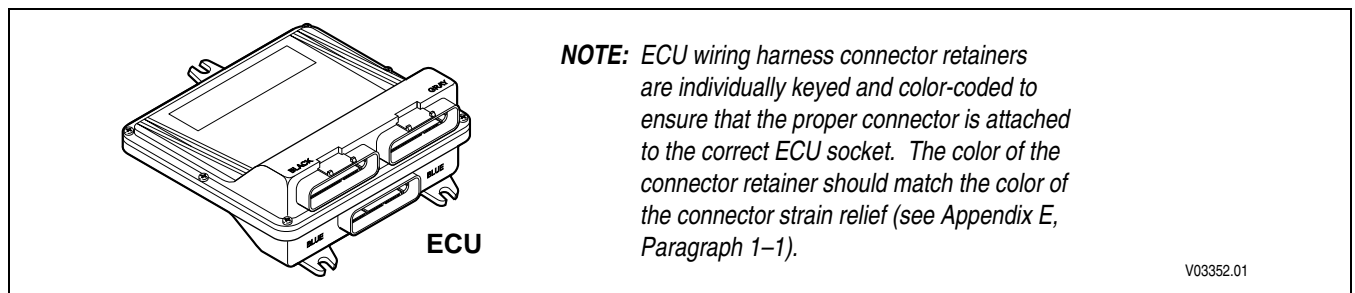 GRAY
BLACK
BLUE
BLUE
ECU
NOTE: ECU wiring harness connector retainers
are individually keyed and color-coded to
ensure that the proper connector is attached
to the correct ECU socket. The color of the
connector retainer should match the color of
the connector strain relief (see Appendix E,
Paragraph 1–1).
V03352.01